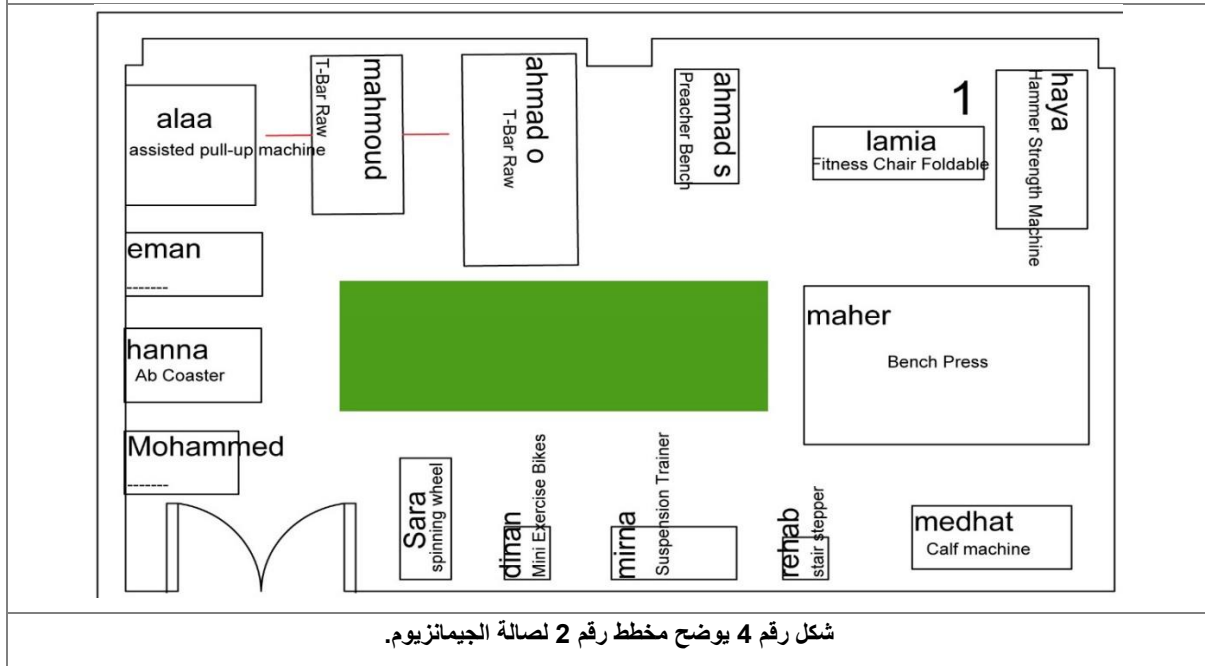 alaa
assisted pull-up machine
mahmoud
T-Bar Raw
ahmad o
T-Bar Raw
ahmad s
Preacher Bench
1
lamia
Fitness Chair Foldable
haya
Hammer Strength Machine
eman
-------
hanna
Ab Coaster
Mohammed
-------
maher
Bench Press
Sara
spinning wheel
dinan
Mini Exercise Bikes
mirna
Suspension Trainer
rehab
stair stepper
medhat
Calf machine
شكل رقم 4 يوضح مخطط رقم 2 لصالة الجيمانزيوم.